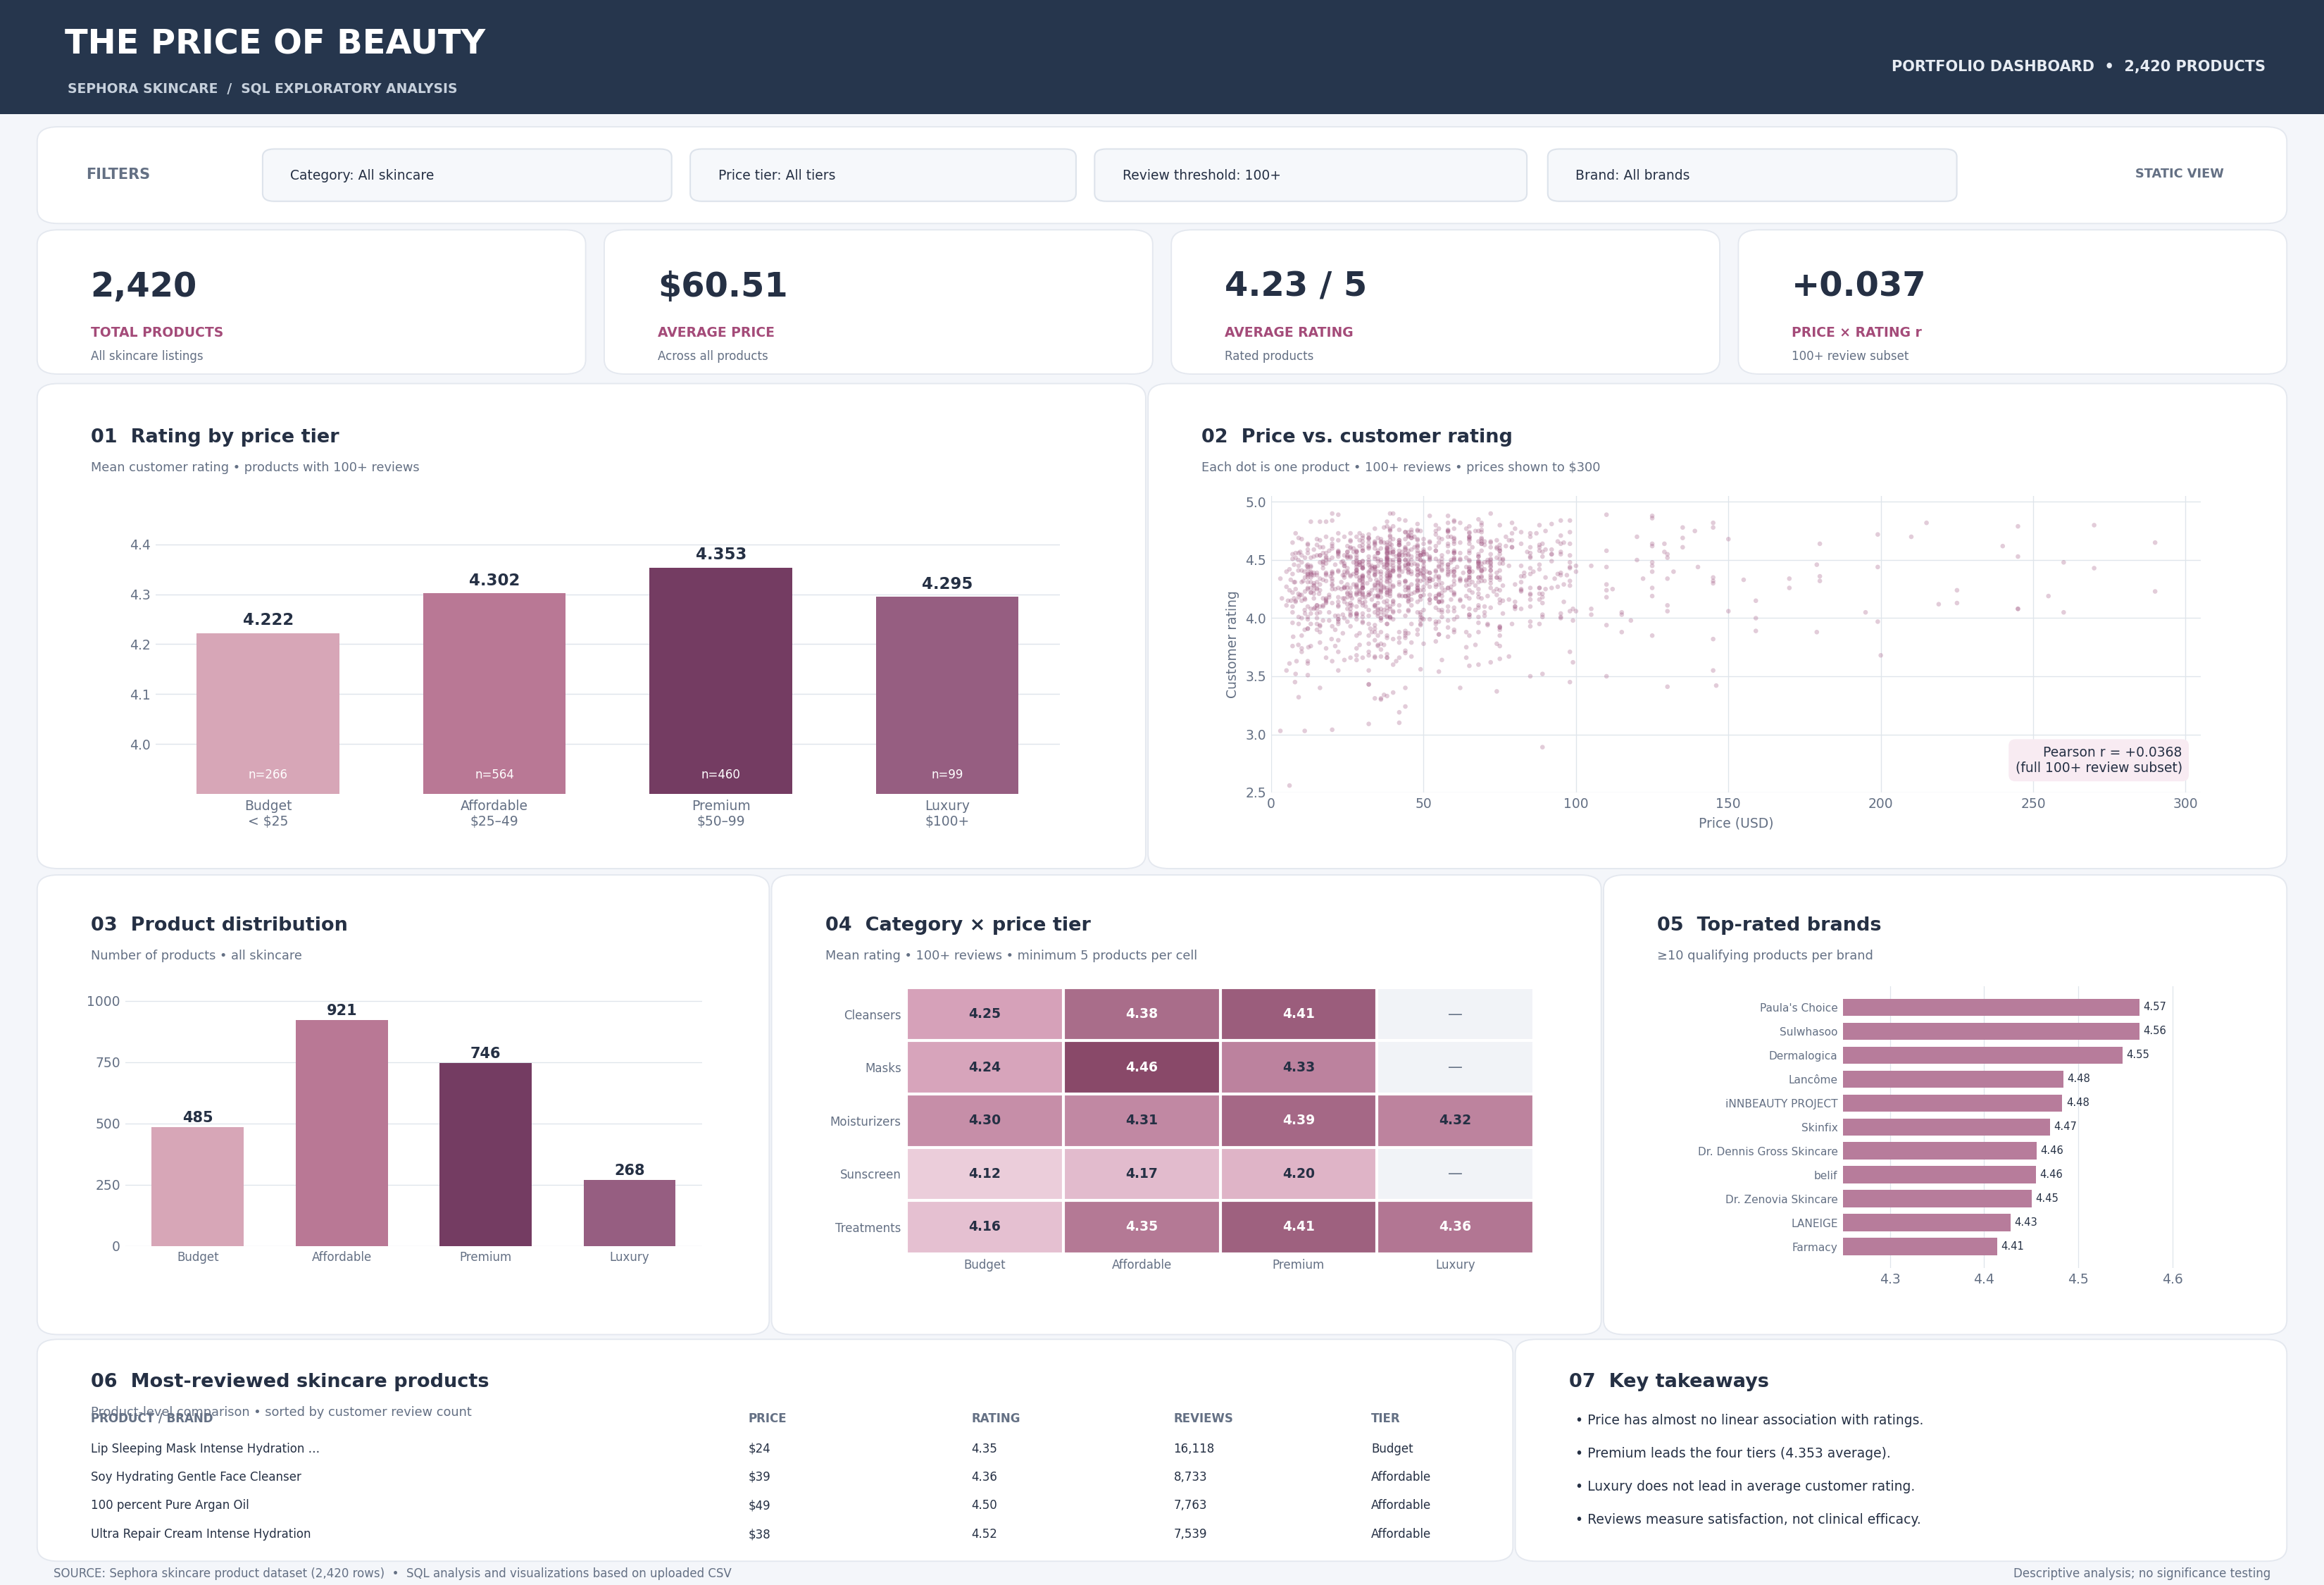 THE PRICE OF BEAUTY
SEPHORA SKINCARE / SQL EXPLORATORY ANALYSIS
PORTFOLIO DASHBOARD • 2,420 PRODUCTS
FILTERS
Category: All skincare
Price tier: All tiers
Review threshold: 100+
Brand: All brands
STATIC VIEW
2,420
TOTAL PRODUCTS
All skincare listings
$60.51
AVERAGE PRICE
Across all products
4.23 / 5
AVERAGE RATING
Rated products
+0.037
PRICE × RATING r
100+ review subset
01 Rating by price tier
Mean customer rating • products with 100+ reviews
4.4
4.3
4.2
4.1
4.0
4.222
4.302
4.353
4.295
n=266
n=564
n=460
n=99
Budget
< $25
Affordable
$25–49
Premium
$50–99
Luxury
$100+
02 Price vs. customer rating
Each dot is one product • 100+ reviews • prices shown to $300
Customer rating
5.0
4.5
4.0
3.5
3.0
2.5
Pearson r = +0.0368
(full 100+ review subset)
0 50 100 150 200 250 300
Price (USD)
03 Product distribution
Number of products • all skincare
1000
750
500
250
0
485
921
746
268
Budget Affordable Premium Luxury
04 Category × price tier
Mean rating • 100+ reviews • minimum 5 products per cell
Cleansers 4.25 4.38 4.41 —
Masks 4.24 4.46 4.33 —
Moisturizers 4.30 4.31 4.39 4.32
Sunscreen 4.12 4.17 4.20 —
Treatments 4.16 4.35 4.41 4.36
Budget Affordable Premium Luxury
05 Top-rated brands
≥10 qualifying products per brand
Paula's Choice 4.57
Sulwhasoo 4.56
Dermalogica 4.55
Lancôme 4.48
iNNBEAUTY PROJECT 4.48
Skinfix 4.47
Dr. Dennis Gross Skincare 4.46
belif 4.46
Dr. Zenovia Skincare 4.45
LANEIGE 4.43
Farmacy 4.41
4.3 4.4 4.5 4.6
06 Most-reviewed skincare products
Product-level comparison • sorted by customer review count
PRODUCT / BRAND PRICE RATING REVIEWS TIER
Lip Sleeping Mask Intense Hydration ... $24 4.35 16,118 Budget
Soy Hydrating Gentle Face Cleanser $39 4.36 8,733 Affordable
100 percent Pure Argan Oil $49 4.50 7,763 Affordable
Ultra Repair Cream Intense Hydration $38 4.52 7,539 Affordable
07 Key takeaways
• Price has almost no linear association with ratings.
• Premium leads the four tiers (4.353 average).
• Luxury does not lead in average customer rating.
• Reviews measure satisfaction, not clinical efficacy.
SOURCE: Sephora skincare product dataset (2,420 rows) • SQL analysis and visualizations based on uploaded CSV
Descriptive analysis; no significance testing